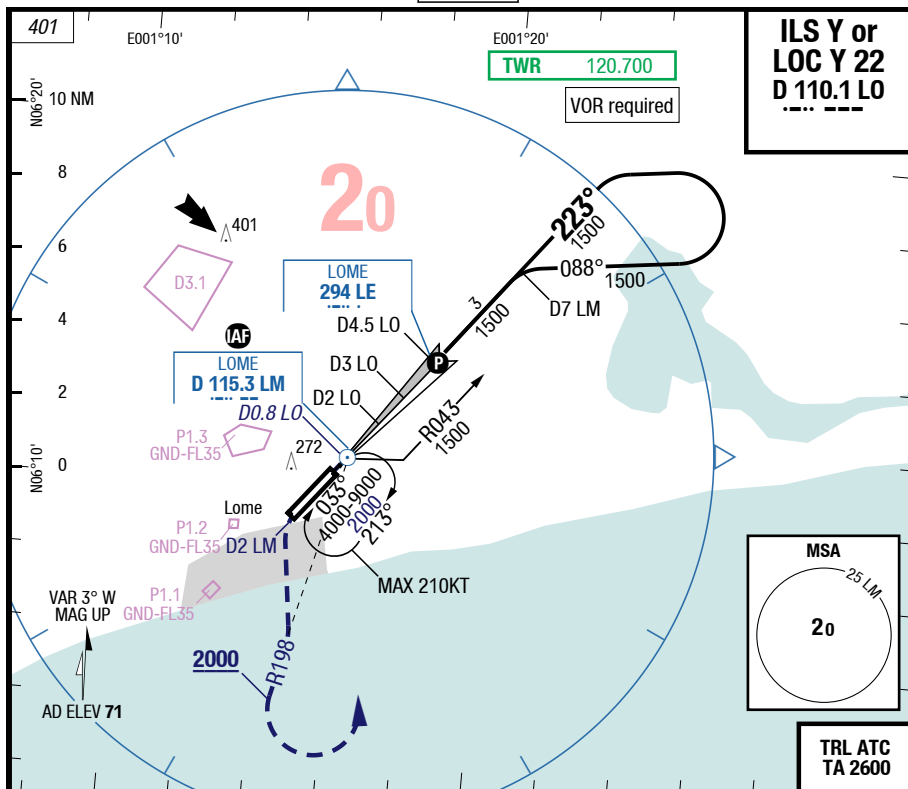 401
E001°10'
E001°20'
ILS Y or
LOC Y 22
D 110.1 LO
TWR 120.700
VOR required
N06°20'
10 NM
8
6
4
2
0
N06°10'
20
401
D3.1
223°
1500
088°
1500
D7 LM
3
1500
LOME
294 LE
D4.5 LO
P
D3 LO
D2 LO
IAF
LOME
D 115.3 LM
D0.8 LO
R043
1500
P1.3
GND-FL35
272
033°
4000-9000
2000
213°
Lome
P1.2
GND-FL35
D2 LM
MAX 210KT
P1.1
GND-FL35
VAR 3° W
MAG UP
AD ELEV 71
2000
R198
MSA
25 LM
20
TRL ATC
TA 2600